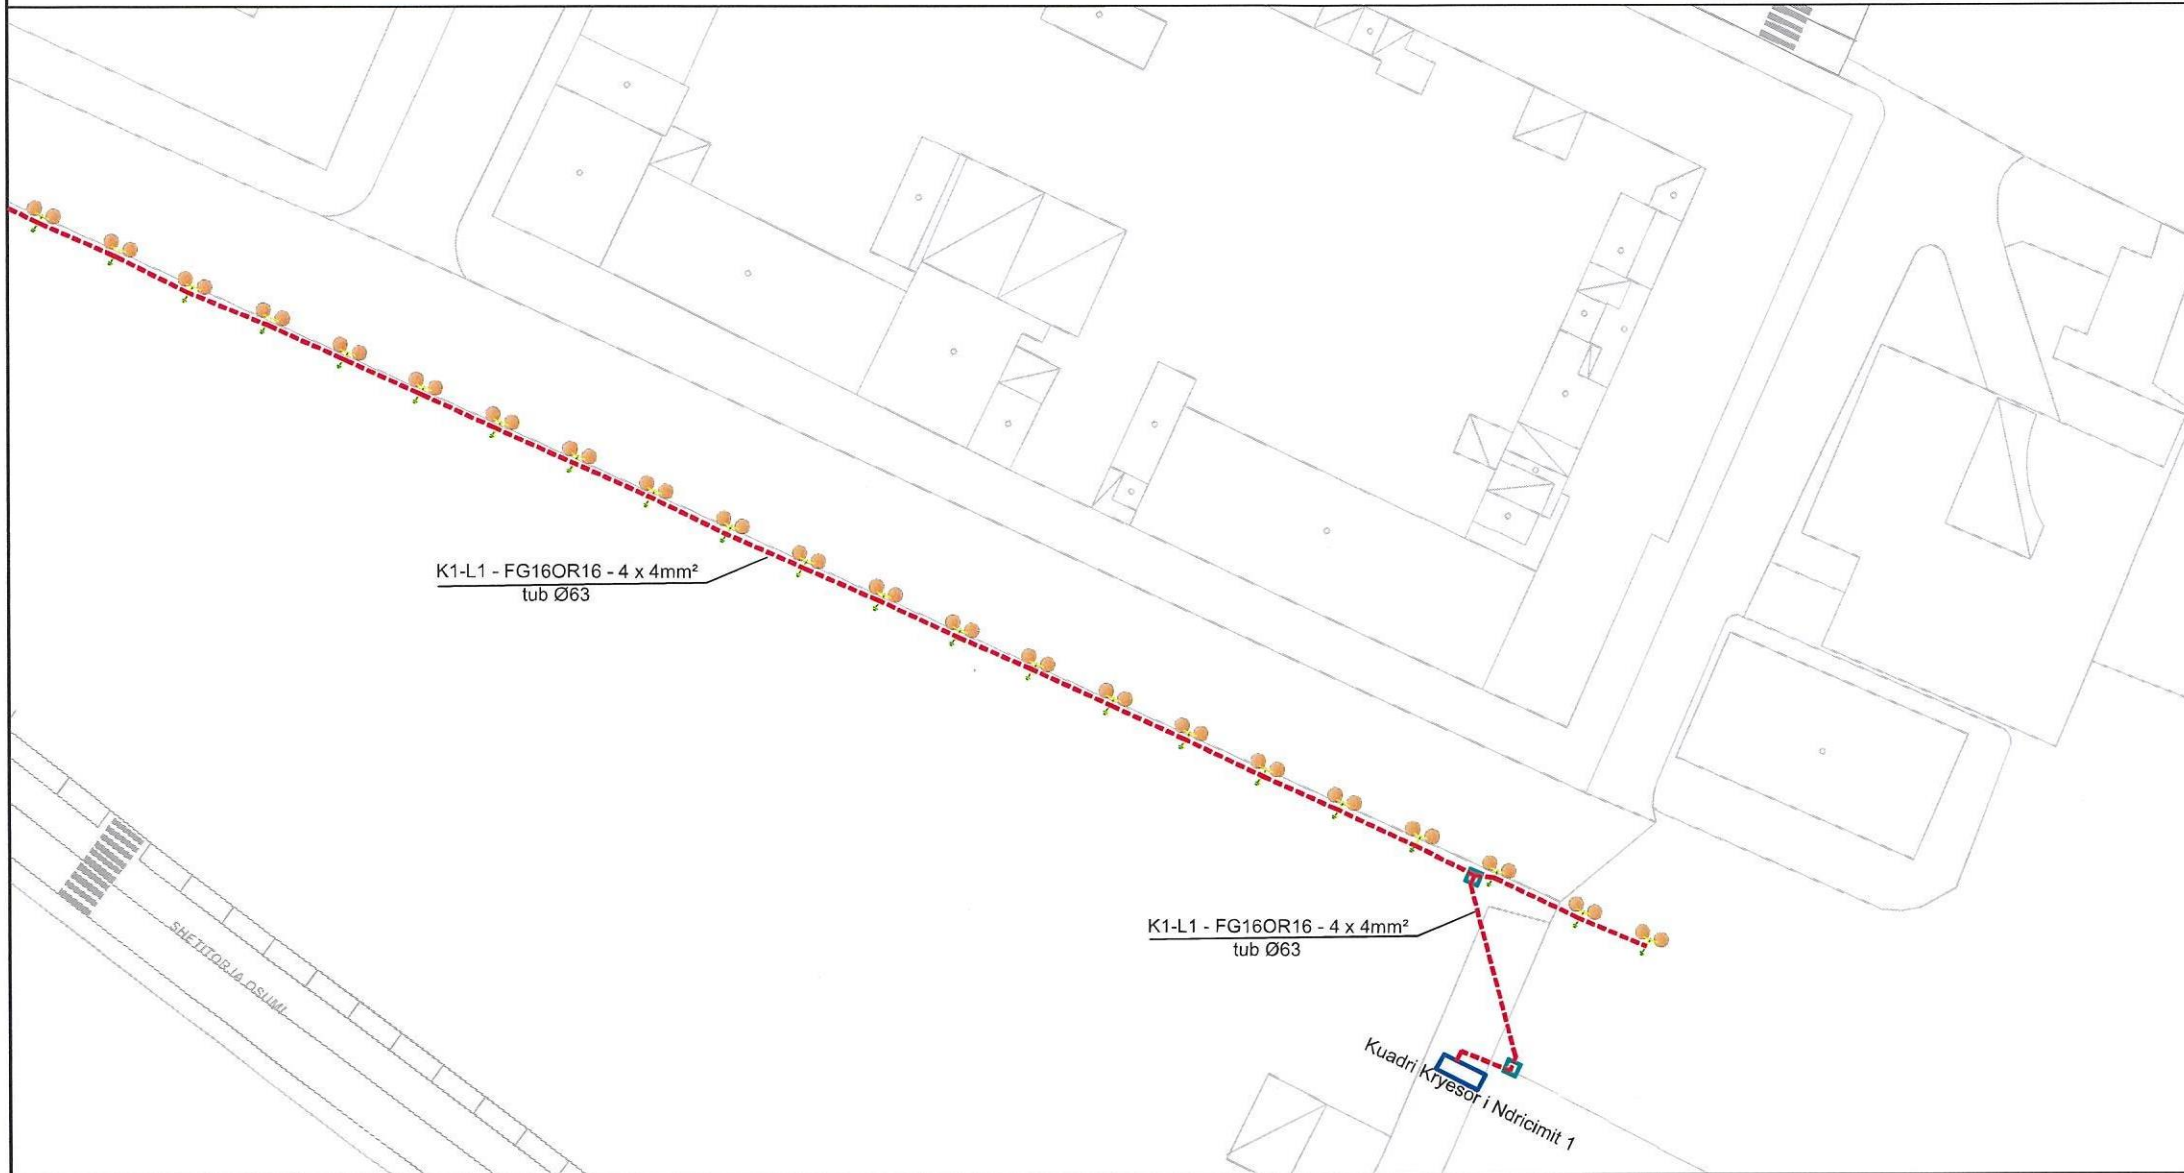 K1-L1 - FG16OR16 - 4 x 4mm²
tub Ø63
K1-L1 - FG16OR16 - 4 x 4mm²
tub Ø63
SHETITORJA OSUMI
Kuadri Kryesor i Ndricimit 1